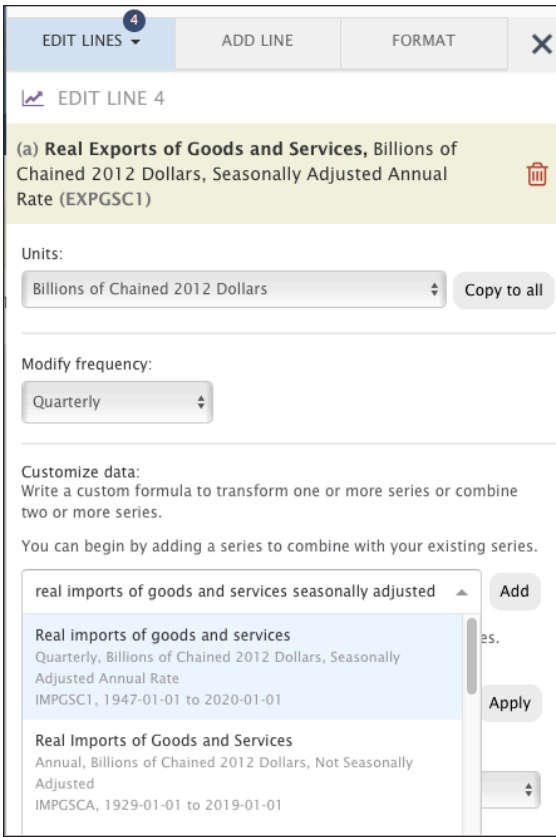 4
EDIT LINES ADD LINE FORMAT
EDIT LINE 4
(a) Real Exports of Goods and Services, Billions of
Chained 2012 Dollars, Seasonally Adjusted Annual
Rate (EXPGSC1)
Units:
Billions of Chained 2012 Dollars Copy to all
Modify frequency:
Quarterly
Customize data:
Write a custom formula to transform one or more series or combine
two or more series.
You can begin by adding a series to combine with your existing series.
real imports of goods and services seasonally adjusted Add
Real imports of goods and services
Quarterly, Billions of Chained 2012 Dollars, Seasonally
Adjusted Annual Rate
IMPGSC1, 1947-01-01 to 2020-01-01
es.
Apply
Real Imports of Goods and Services
Annual, Billions of Chained 2012 Dollars, Not Seasonally
Adjusted
IMPGSCA, 1929-01-01 to 2019-01-01